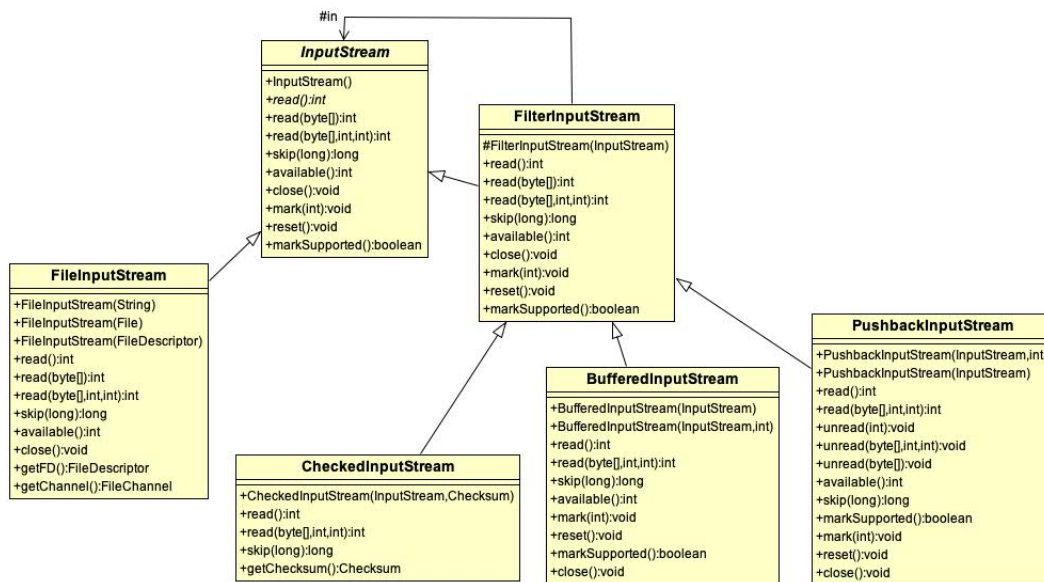 #in
InputStream
+InputStream()
+read():int
+read(byte[]):int
+read(byte[],int,int):int
+skip(long):long
+available():int
+close():void
+mark(int):void
+reset():void
+markSupported():boolean
FilterInputStream
#FilterInputStream(InputStream)
+read():int
+read(byte[]):int
+read(byte[],int,int):int
+skip(long):long
+available():int
+close():void
+mark(int):void
+reset():void
+markSupported():boolean
FileInputStream
+FileInputStream(String)
+FileInputStream(File)
+FileInputStream(FileDescriptor)
+read():int
+read(byte[]):int
+read(byte[],int,int):int
+skip(long):long
+available():int
+close():void
+getFD():FileDescriptor
+getChannel():FileChannel
CheckedInputStream
+CheckedInputStream(InputStream,Checksum)
+read():int
+read(byte[],int,int):int
+skip(long):long
+getChecksum():Checksum
BufferedInputStream
+BufferedInputStream(InputStream)
+BufferedInputStream(InputStream,int)
+read():int
+read(byte[],int,int):int
+skip(long):long
+available():int
+mark(int):void
+reset():void
+markSupported():boolean
+close():void
PushbackInputStream
+PushbackInputStream(InputStream,int
+PushbackInputStream(InputStream)
+read():int
+read(byte[],int,int):int
+unread(int):void
+unread(byte[],int,int):void
+unread(byte[]):void
+available():int
+skip(long):long
+markSupported():boolean
+mark(int):void
+reset():void
+close():void